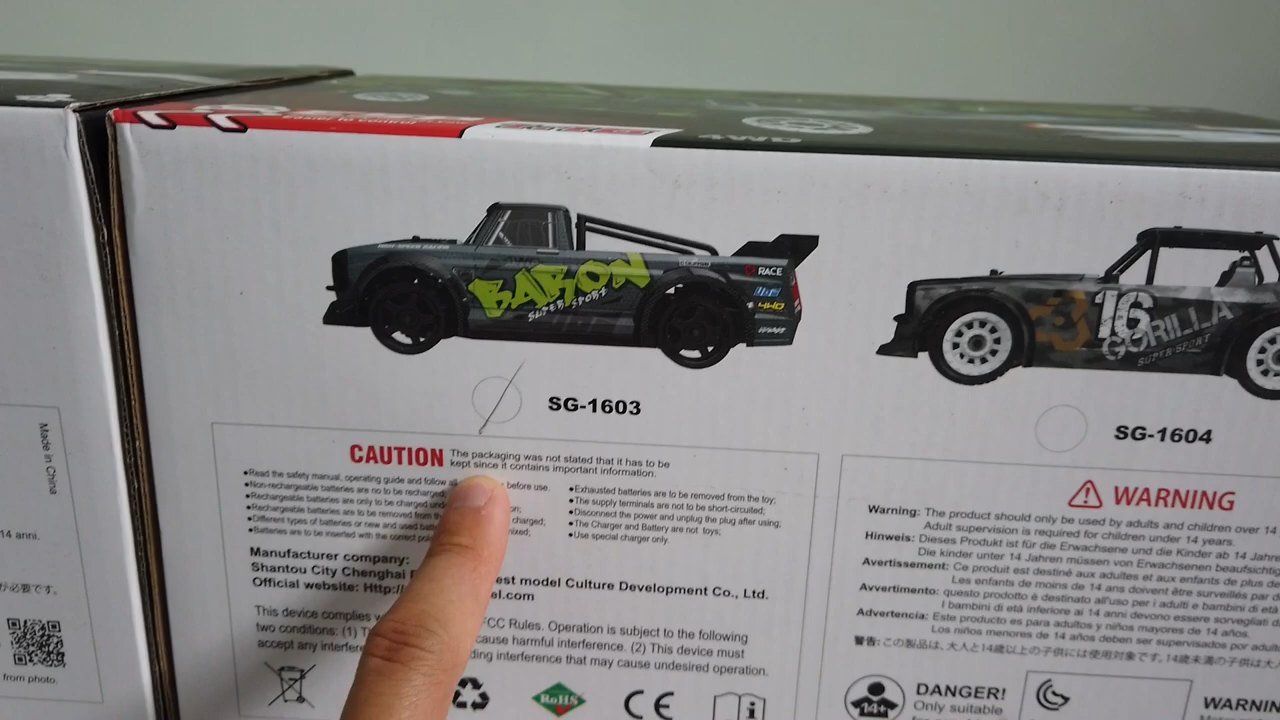 BARON
SUPER SPORT
RACE
4WD
16
GORILLA
SUPER SPORT
SG-1603
SG-1604
Made in China
14 anni.
が必要です。
from photo.
CAUTION The packaging was not stated that it has to be
kept since it contains important information.
•Read the safety manual, operating guide and follow before use.
•Non-rechargeable batteries are no to be recharged;
•Rechargeable batteries are only to be charged
•Rechargeable batteries are to be removed from
•Different types of batteries or new and used charged;
•Batteries are to be inserted with the correct
•Exhausted batteries are to be removed from the toy;
•The supply terminals are not to be short-circuited;
•Disconnect the power and unplug the plug after using;
•The Charger and Battery are not toys;
•Use special charger only.
Manufacturer company:
Shantou City Chenghai est model Culture Development Co., Ltd.
Official website: Http:/ el.com
This device complies FCC Rules. Operation is subject to the following
two conditions: (1) cause harmful interference. (2) This device must
accept any ding interference that may cause undesired operation.
RoHS
CE
WARNING
Warning: The product should only be used by adults and children over 14
Adult supervision is required for children under 14 years.
Hinweis: Dieses Produkt ist für die Erwachsene und die Kinder ab 14 Jahr
Die kinder unter 14 Jahren müssen von Erwachsenen beaufsichtig
Avertissement: Ce produit est destiné aux adultes et aux enfants de plus de
Les enfants de moins de 14 ans doivent être surveillés par d
Avvertimento: questo prodotto è destinato all'uso per i adulti e bambini di età
I bambini di età inferiore ai 14 anni devono essere sorvegliati d
Advertencia: Este producto es para adultos y niños mayores de 14 años.
Los niños menores de 14 años deben ser supervisados por adulto
警告: この製品は、大人と14歳以上の子供には使用対象です。14歳未満の子供は大
14+
DANGER!
Only suitable
WARNIN